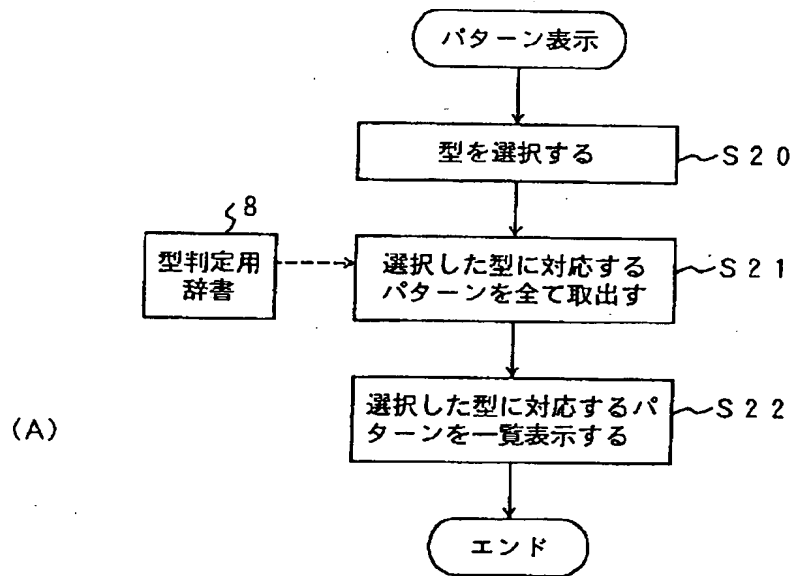 パターン表示
型を選択する
S20
8
型判定用
辞書
選択した型に対応する
パターンを全て取出す
S21
選択した型に対応するパ
ターンを一覧表示する
S22
(A)
エンド